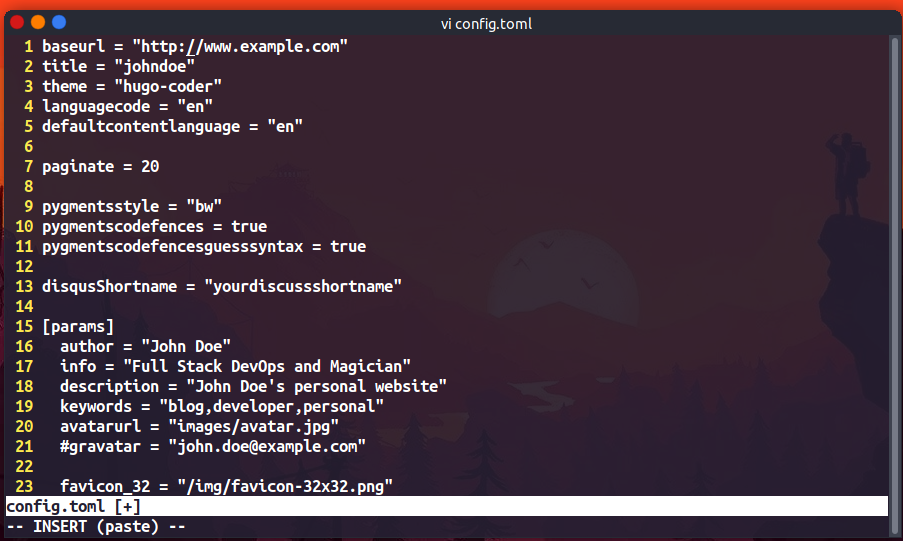 vi config.toml
1 baseurl = "http://www.example.com"
2 title = "johndoe"
3 theme = "hugo-coder"
4 languagecode = "en"
5 defaultcontentlanguage = "en"
6
7 paginate = 20
8
9 pygmentsstyle = "bw"
10 pygmentscodefences = true
11 pygmentscodefencesguesssyntax = true
12
13 disqusShortname = "yourdiscussshortname"
14
15 [params]
16   author = "John Doe"
17   info = "Full Stack DevOps and Magician"
18   description = "John Doe's personal website"
19   keywords = "blog,developer,personal"
20   avatarurl = "images/avatar.jpg"
21   #gravatar = "john.doe@example.com"
22
23   favicon_32 = "/img/favicon-32x32.png"
config.toml [+]
-- INSERT (paste) --